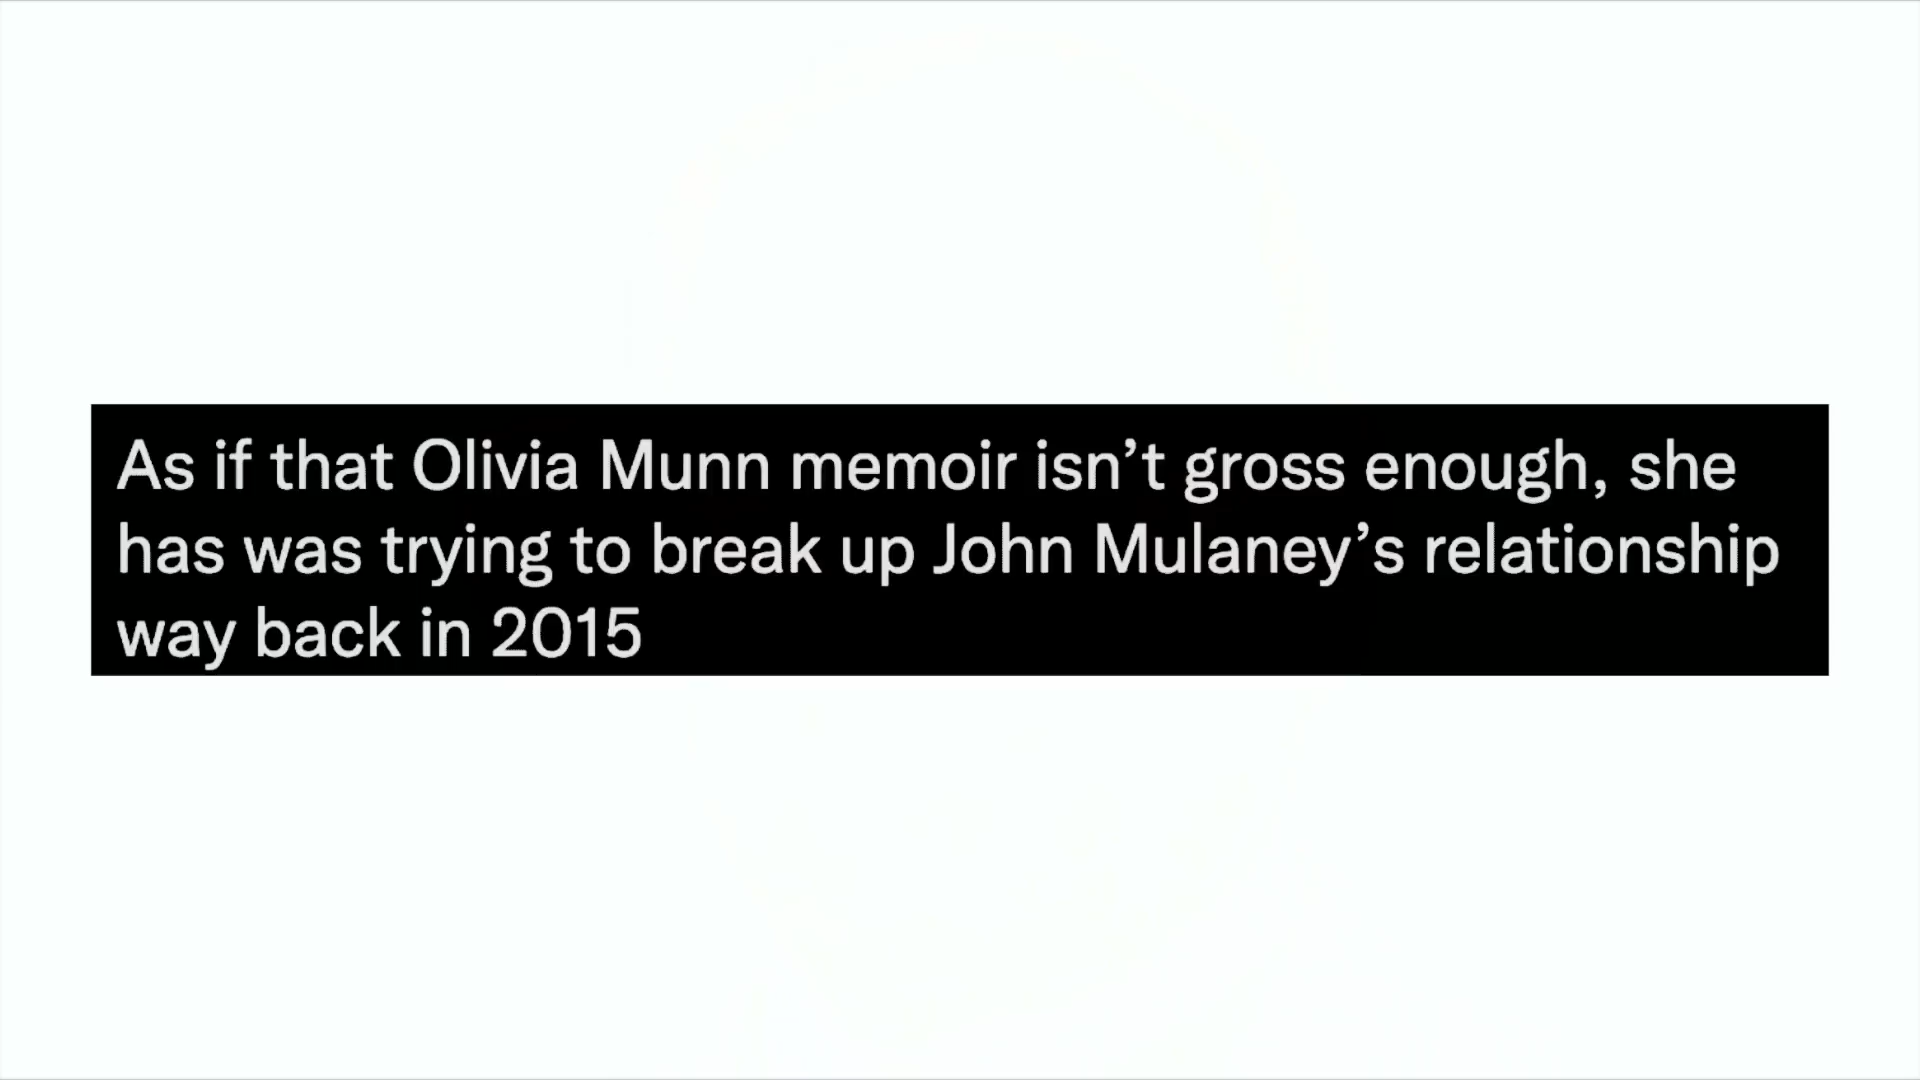 As if that Olivia Munn memoir isn’t gross enough, she
has was trying to break up John Mulaney’s relationship
way back in 2015